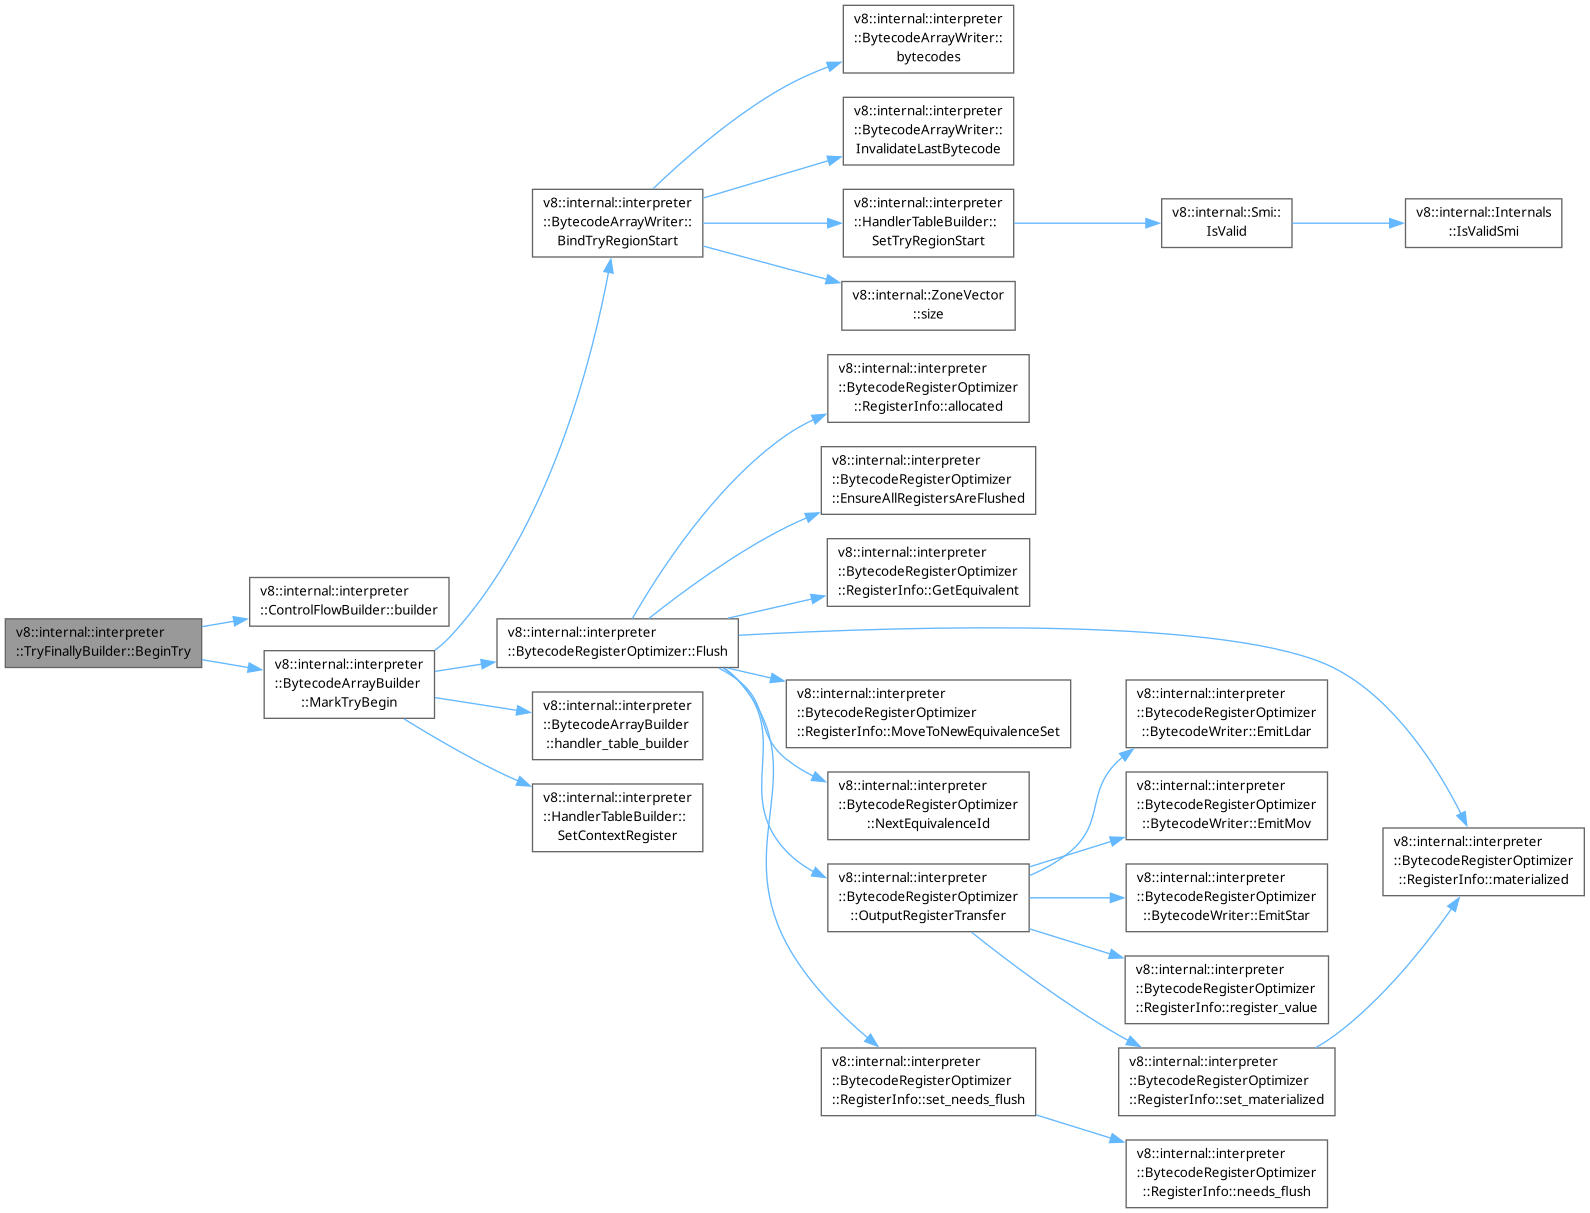 v8::internal::interpreter
::TryFinallyBuilder::BeginTry
v8::internal::interpreter
::ControlFlowBuilder::builder
v8::internal::interpreter
::BytecodeArrayBuilder
::MarkTryBegin
v8::internal::interpreter
::BytecodeArrayWriter::
BindTryRegionStart
v8::internal::interpreter
::BytecodeArrayWriter::
bytecodes
v8::internal::interpreter
::BytecodeArrayWriter::
InvalidateLastBytecode
v8::internal::interpreter
::HandlerTableBuilder::
SetTryRegionStart
v8::internal::Smi::
IsValid
v8::internal::Internals
::IsValidSmi
v8::internal::ZoneVector
::size
v8::internal::interpreter
::BytecodeRegisterOptimizer::Flush
v8::internal::interpreter
::BytecodeRegisterOptimizer
::RegisterInfo::allocated
v8::internal::interpreter
::BytecodeRegisterOptimizer
::EnsureAllRegistersAreFlushed
v8::internal::interpreter
::BytecodeRegisterOptimizer
::RegisterInfo::GetEquivalent
v8::internal::interpreter
::BytecodeRegisterOptimizer
::RegisterInfo::MoveToNewEquivalenceSet
v8::internal::interpreter
::BytecodeRegisterOptimizer
::NextEquivalenceId
v8::internal::interpreter
::BytecodeRegisterOptimizer
::OutputRegisterTransfer
v8::internal::interpreter
::BytecodeRegisterOptimizer
::RegisterInfo::set_needs_flush
v8::internal::interpreter
::BytecodeRegisterOptimizer
::BytecodeWriter::EmitLdar
v8::internal::interpreter
::BytecodeRegisterOptimizer
::BytecodeWriter::EmitMov
v8::internal::interpreter
::BytecodeRegisterOptimizer
::BytecodeWriter::EmitStar
v8::internal::interpreter
::BytecodeRegisterOptimizer
::RegisterInfo::register_value
v8::internal::interpreter
::BytecodeRegisterOptimizer
::RegisterInfo::set_materialized
v8::internal::interpreter
::BytecodeRegisterOptimizer
::RegisterInfo::needs_flush
v8::internal::interpreter
::BytecodeRegisterOptimizer
::RegisterInfo::materialized
v8::internal::interpreter
::BytecodeArrayBuilder
::handler_table_builder
v8::internal::interpreter
::HandlerTableBuilder::
SetContextRegister